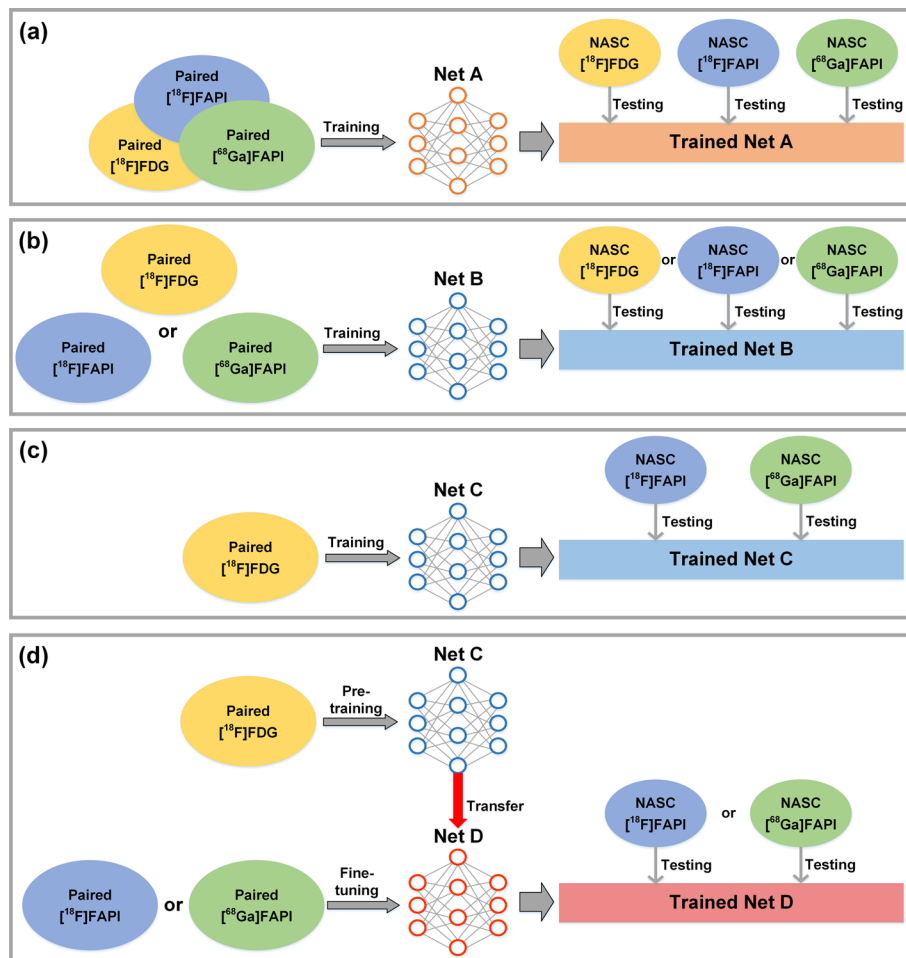 (a)
Paired
[¹⁸F]FAPI
Paired
[¹⁸F]FDG
Paired
[⁶⁸Ga]FAPI
Training
Net A
NASC
[¹⁸F]FDG
NASC
[¹⁸F]FAPI
NASC
[⁶⁸Ga]FAPI
Testing
Testing
Testing
Trained Net A
(b)
Paired
[¹⁸F]FDG
Paired
[¹⁸F]FAPI
or
Paired
[⁶⁸Ga]FAPI
Training
Net B
NASC
[¹⁸F]FDG
or
NASC
[¹⁸F]FAPI
or
NASC
[⁶⁸Ga]FAPI
Testing
Testing
Testing
Trained Net B
(c)
Paired
[¹⁸F]FDG
Training
Net C
NASC
[¹⁸F]FAPI
NASC
[⁶⁸Ga]FAPI
Testing
Testing
Trained Net C
(d)
Paired
[¹⁸F]FDG
Pre-
training
Net C
Transfer
Net D
Paired
[¹⁸F]FAPI
or
Paired
[⁶⁸Ga]FAPI
Fine-
tuning
NASC
[¹⁸F]FAPI
or
NASC
[⁶⁸Ga]FAPI
Testing
Testing
Trained Net D